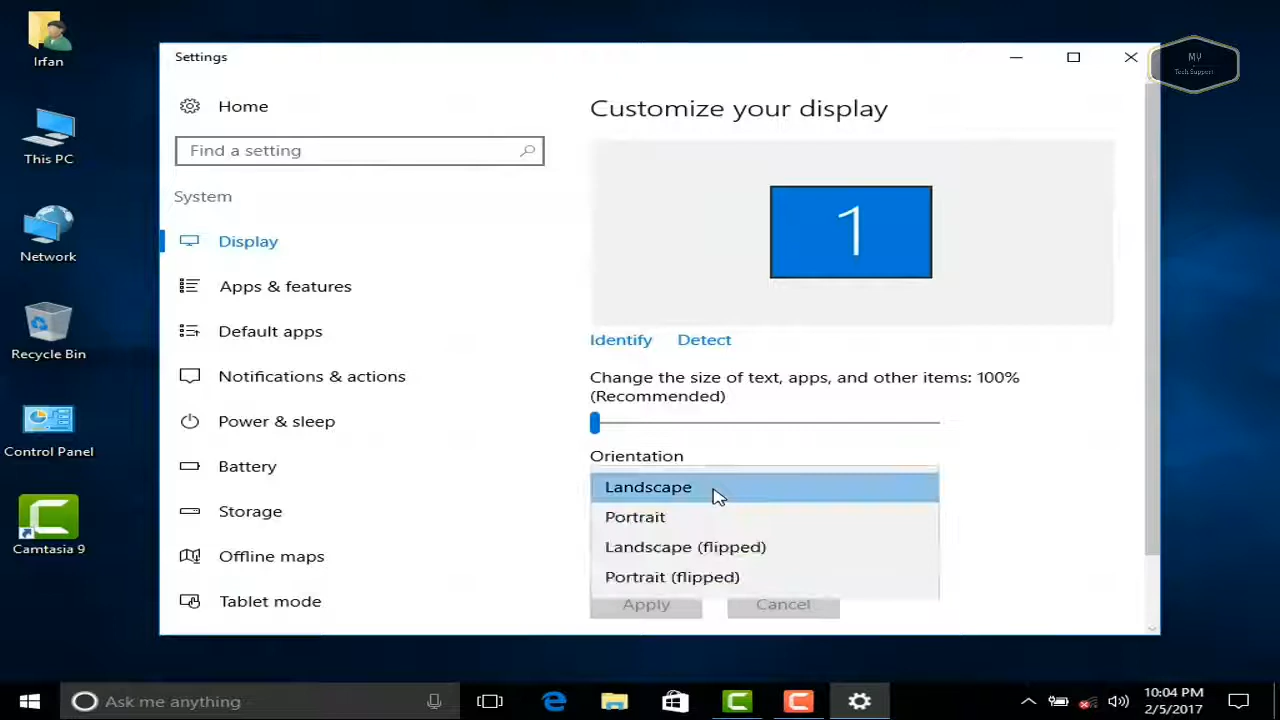 Irfan
This PC
Network
Recycle Bin
Control Panel
Camtasia 9
Settings
Home
Find a setting
System
Display
Apps & features
Default apps
Notifications & actions
Power & sleep
Battery
Storage
Offline maps
Tablet mode
Customize your display
1
Identify Detect
Change the size of text, apps, and other items: 100%
(Recommended)
Orientation
Landscape
Portrait
Landscape (flipped)
Portrait (flipped)
Apply Cancel
MY
Tech Support
Ask me anything
10:04 PM
2/5/2017